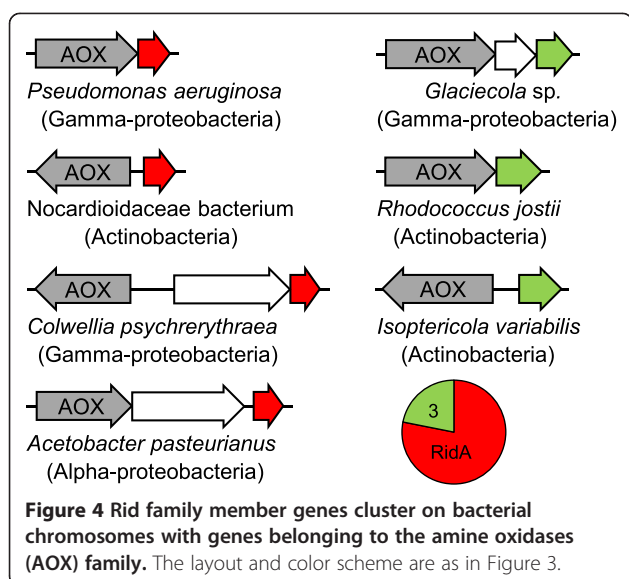 AOX
Pseudomonas aeruginosa
(Gamma-proteobacteria)
AOX
Glaciecola sp.
(Gamma-proteobacteria)
AOX
Nocardioidaceae bacterium
(Actinobacteria)
AOX
Rhodococcus jostii
(Actinobacteria)
AOX
Colwellia psychrerythraea
(Gamma-proteobacteria)
AOX
Isoptericola variabilis
(Actinobacteria)
AOX
Acetobacter pasteurianus
(Alpha-proteobacteria)
3
RidA
Figure 4 Rid family member genes cluster on bacterial
chromosomes with genes belonging to the amine oxidases
(AOX) family. The layout and color scheme are as in Figure 3.